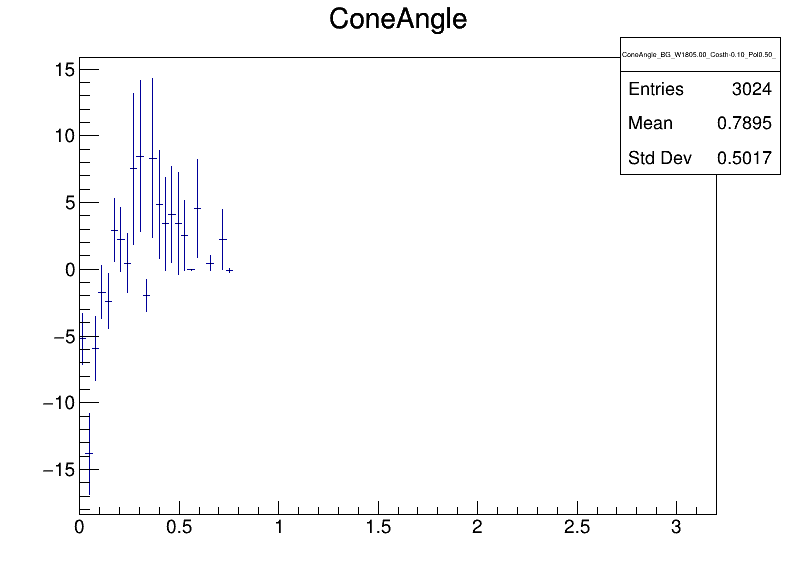 ConeAngle
ConeAngle_BG_W1805.00_Costh-0.10_Pol0.50_
Entries 3024
Mean 0.7895
Std Dev 0.5017
15
10
5
0
−5
−10
−15
0 0.5 1 1.5 2 2.5 3